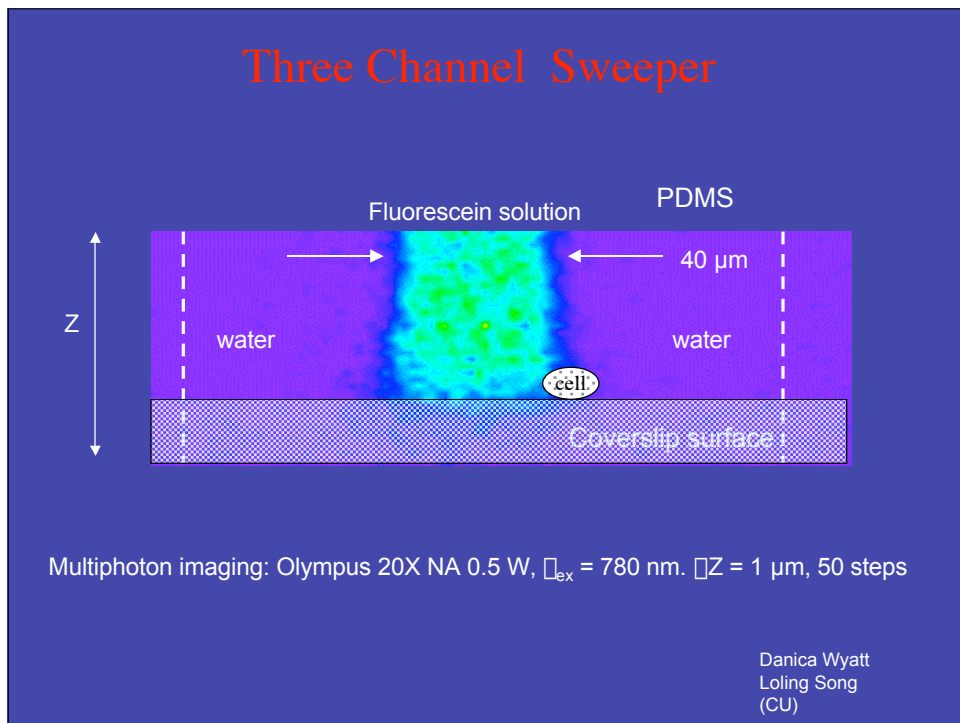 Three Channel Sweeper
PDMS
Fluorescein solution
40 µm
Z
water
water
cell
Coverslip surface
Multiphoton imaging: Olympus 20X NA 0.5 W, □ex = 780 nm. □Z = 1 µm, 50 steps
Danica Wyatt
Loling Song
(CU)